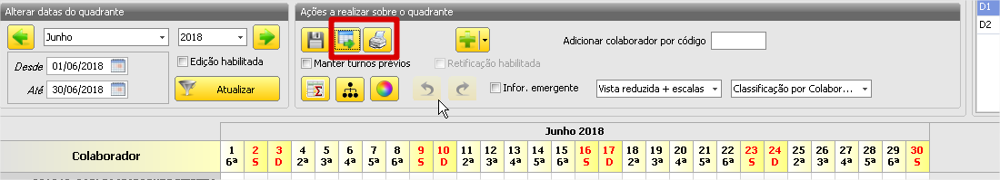 Alterar datas do quadrante
Junho 2018
Desde 01/06/2018
Até 30/06/2018
Edição habilitada
Atualizar
Ações a realizar sobre o quadrante
Adicionar colaborador por código
Manter turnos prévios Retificação habilitada
Infor. emergente Vista reduzida + escalas Classificação por Colabor...
D1
D2
Junho 2018
Colaborador
1 2 3 4 5 6 7 8 9 10 11 12 13 14 15 16 17 18 19 20 21 22 23 24 25 26 27 28 29 30
6ª S D 2ª 3ª 4ª 5ª 6ª S D 2ª 3ª 4ª 5ª 6ª S D 2ª 3ª 4ª 5ª 6ª S D 2ª 3ª 4ª 5ª 6ª S